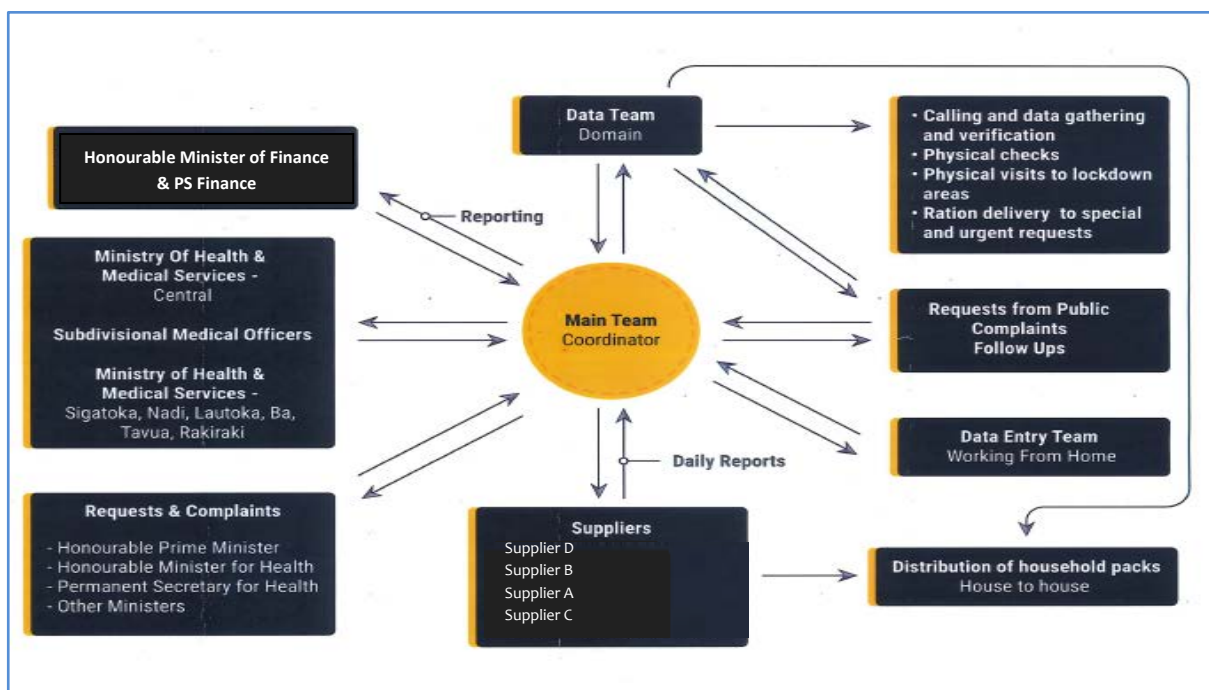 Data Team
Domain
• Calling and data gathering
and verification
• Physical checks
• Physical visits to lockdown
areas
• Ration delivery to special
and urgent requests
Honourable Minister of Finance
& PS Finance
Reporting
Ministry Of Health &
Medical Services -
Central
Subdivisional Medical Officers
Ministry of Health &
Medical Services -
Sigatoka, Nadi, Lautoka, Ba,
Tavua, Rakiraki
Main Team
Coordinator
Requests from Public
Complaints
Follow Ups
Data Entry Team
Working From Home
Daily Reports
Requests & Complaints
- Honourable Prime Minister
- Honourable Minister for Health
- Permanent Secretary for Health
- Other Ministers
Suppliers
Supplier D
Supplier B
Supplier A
Supplier C
Distribution of household packs
House to house